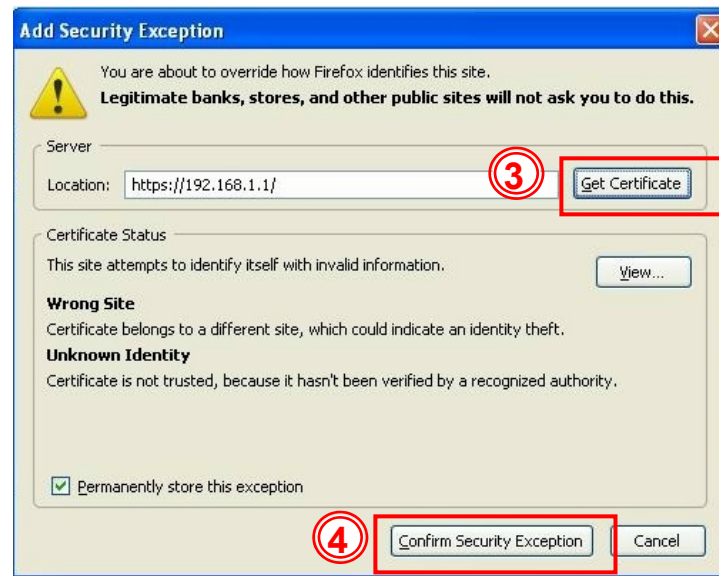 Add Security Exception
You are about to override how Firefox identifies this site.
Legitimate banks, stores, and other public sites will not ask you to do this.
Server
Location: https://192.168.1.1/ 3 Get Certificate
Certificate Status
This site attempts to identify itself with invalid information. View...
Wrong Site
Certificate belongs to a different site, which could indicate an identity theft.
Unknown Identity
Certificate is not trusted, because it hasn't been verified by a recognized authority.
Permanently store this exception
4 Confirm Security Exception Cancel